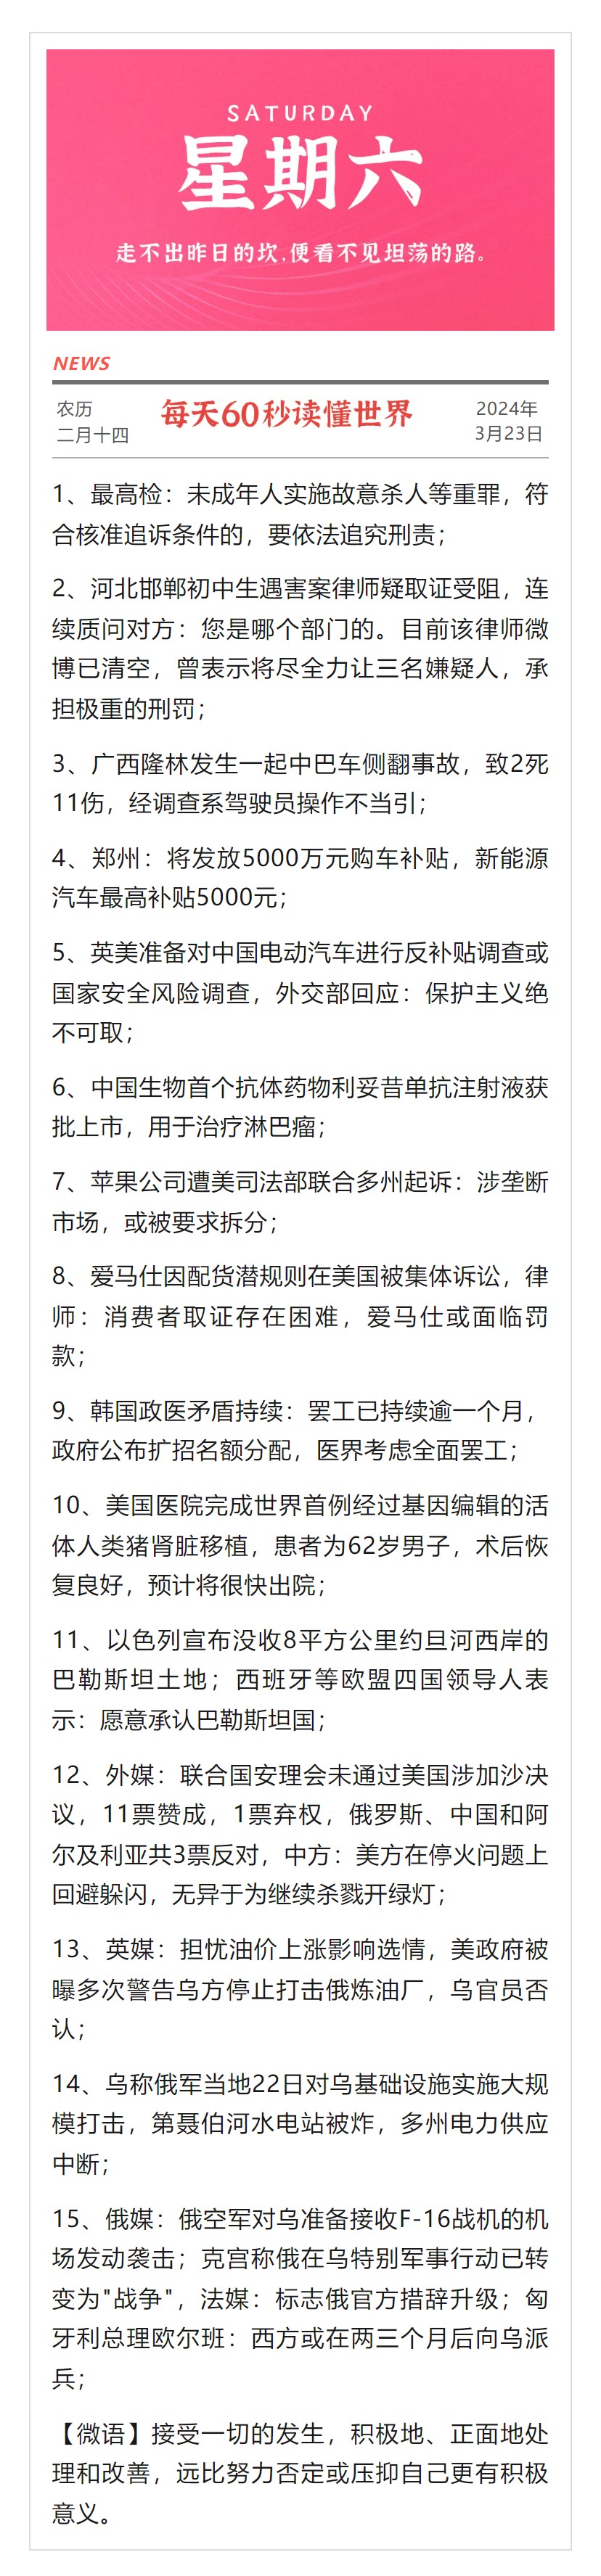 SATURDAY
星期六
走不出昨日的坎,便看不见坦荡的路。
NEWS
农历
二月十四
每天60秒读懂世界
2024年
3月23日
1、最高检：未成年人实施故意杀人等重罪，符
合核准追诉条件的，要依法追究刑责；
2、河北邯郸初中生遇害案律师疑取证受阻，连
续质问对方：您是哪个部门的。目前该律师微
博已清空，曾表示将尽全力让三名嫌疑人，承
担极重的刑罚；
3、广西隆林发生一起中巴车侧翻事故，致2死
11伤，经调查系驾驶员操作不当引；
4、郑州：将发放5000万元购车补贴，新能源
汽车最高补贴5000元；
5、英美准备对中国电动汽车进行反补贴调查或
国家安全风险调查，外交部回应：保护主义绝
不可取；
6、中国生物首个抗体药物利妥昔单抗注射液获
批上市，用于治疗淋巴瘤；
7、苹果公司遭美司法部联合多州起诉：涉垄断
市场，或被要求拆分；
8、爱马仕因配货潜规则在美国被集体诉讼，律
师：消费者取证存在困难，爱马仕或面临罚
款；
9、韩国政医矛盾持续：罢工已持续逾一个月，
政府公布扩招名额分配，医界考虑全面罢工；
10、美国医院完成世界首例经过基因编辑的活
体人类猪肾脏移植，患者为62岁男子，术后恢
复良好，预计将很快出院；
11、以色列宣布没收8平方公里约旦河西岸的
巴勒斯坦土地；西班牙等欧盟四国领导人表
示：愿意承认巴勒斯坦国；
12、外媒：联合国安理会未通过美国涉加沙决
议，11票赞成，1票弃权，俄罗斯、中国和阿
尔及利亚共3票反对，中方：美方在停火问题上
回避躲闪，无异于为继续杀戮开绿灯；
13、英媒：担忧油价上涨影响选情，美政府被
曝多次警告乌方停止打击俄炼油厂，乌官员否
认；
14、乌称俄军当地22日对乌基础设施实施大规
模打击，第聂伯河水电站被炸，多州电力供应
中断；
15、俄媒：俄空军对乌准备接收F-16战机的机
场发动袭击；克宫称俄在乌特别军事行动已转
变为"战争"，法媒：标志俄官方措辞升级；匈
牙利总理欧尔班：西方或在两三个月后向乌派
兵；
【微语】接受一切的发生，积极地、正面地处
理和改善，远比努力否定或压抑自己更有积极
意义。